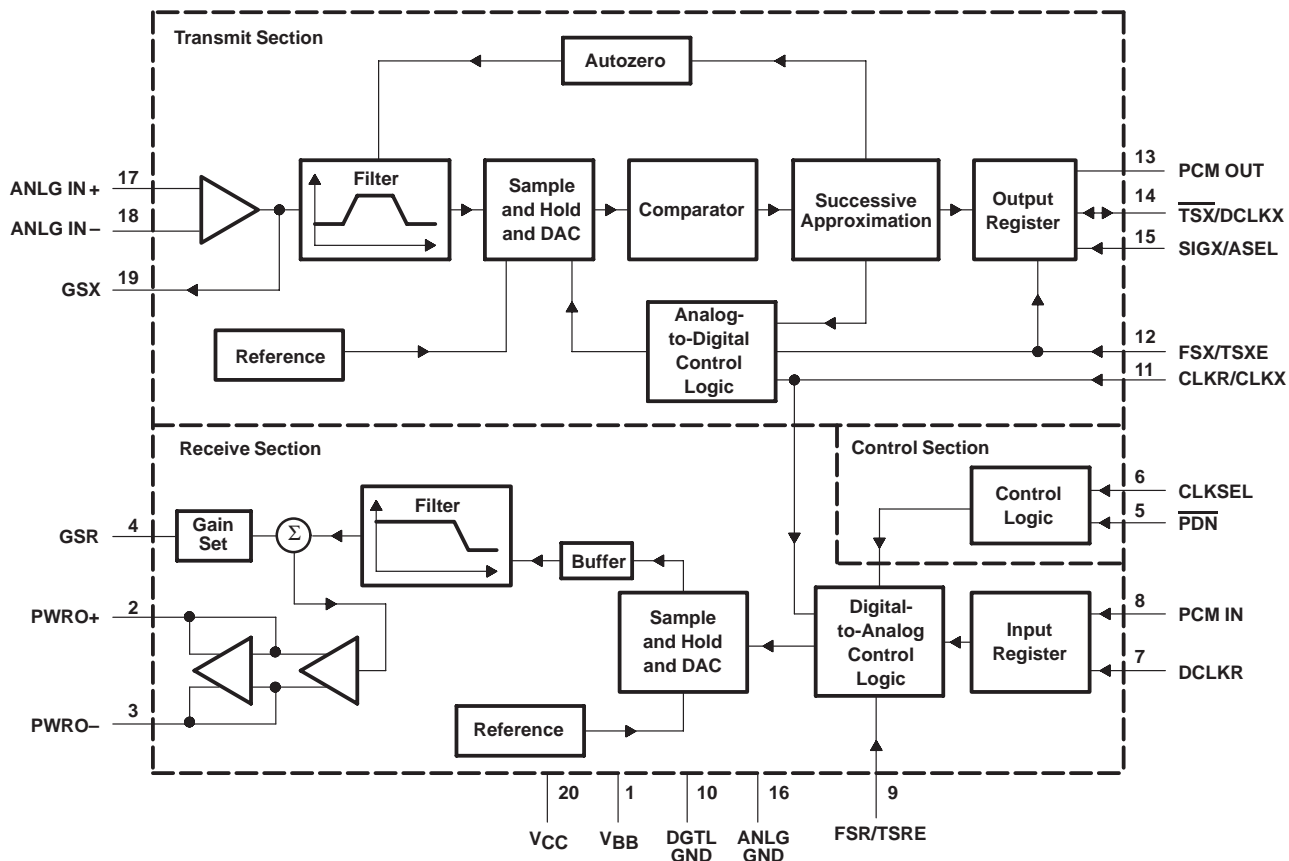 Transmit Section
Autozero
ANLG IN+
17
ANLG IN–
18
GSX
19
Filter
Sample
and Hold
and DAC
Comparator
Successive
Approximation
Output
Register
13
PCM OUT
14
TSX/DCLKX
15
SIGX/ASEL
Reference
Analog-
to-Digital
Control
Logic
12
FSX/TSXE
11
CLKR/CLKX
Receive Section
Control Section
GSR
4
Gain
Set
Σ
Filter
Buffer
Control
Logic
6
CLKSEL
5
PDN
PWRO+
2
PWRO–
3
Sample
and Hold
and DAC
Digital-
to-Analog
Control
Logic
Input
Register
8
PCM IN
7
DCLKR
Reference
20
VCC
1
VBB
10
DGTL
GND
16
ANLG
GND
9
FSR/TSRE